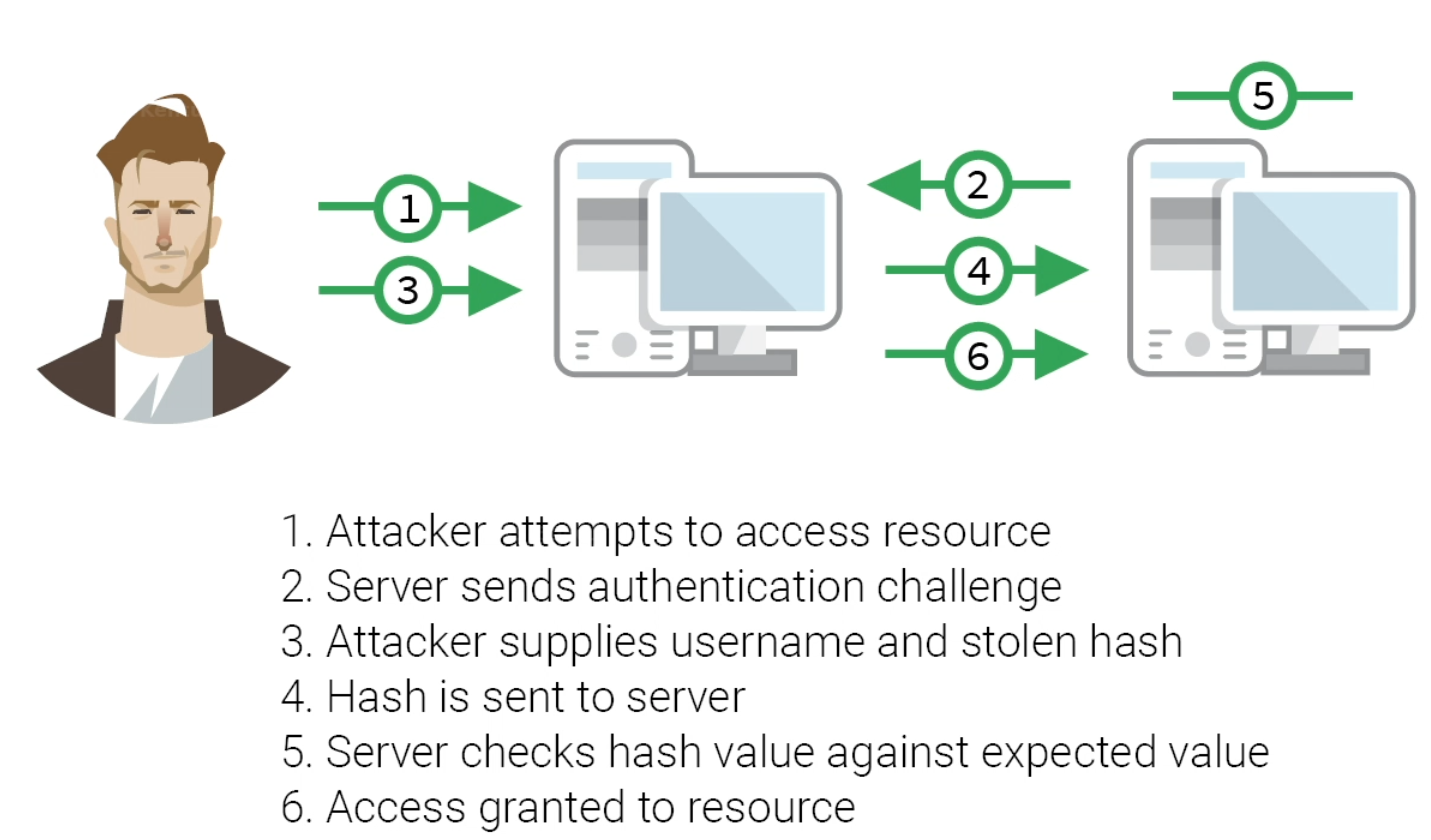 5
1
2
4
3
6
1. Attacker attempts to access resource
2. Server sends authentication challenge
3. Attacker supplies username and stolen hash
4. Hash is sent to server
5. Server checks hash value against expected value
6. Access granted to resource